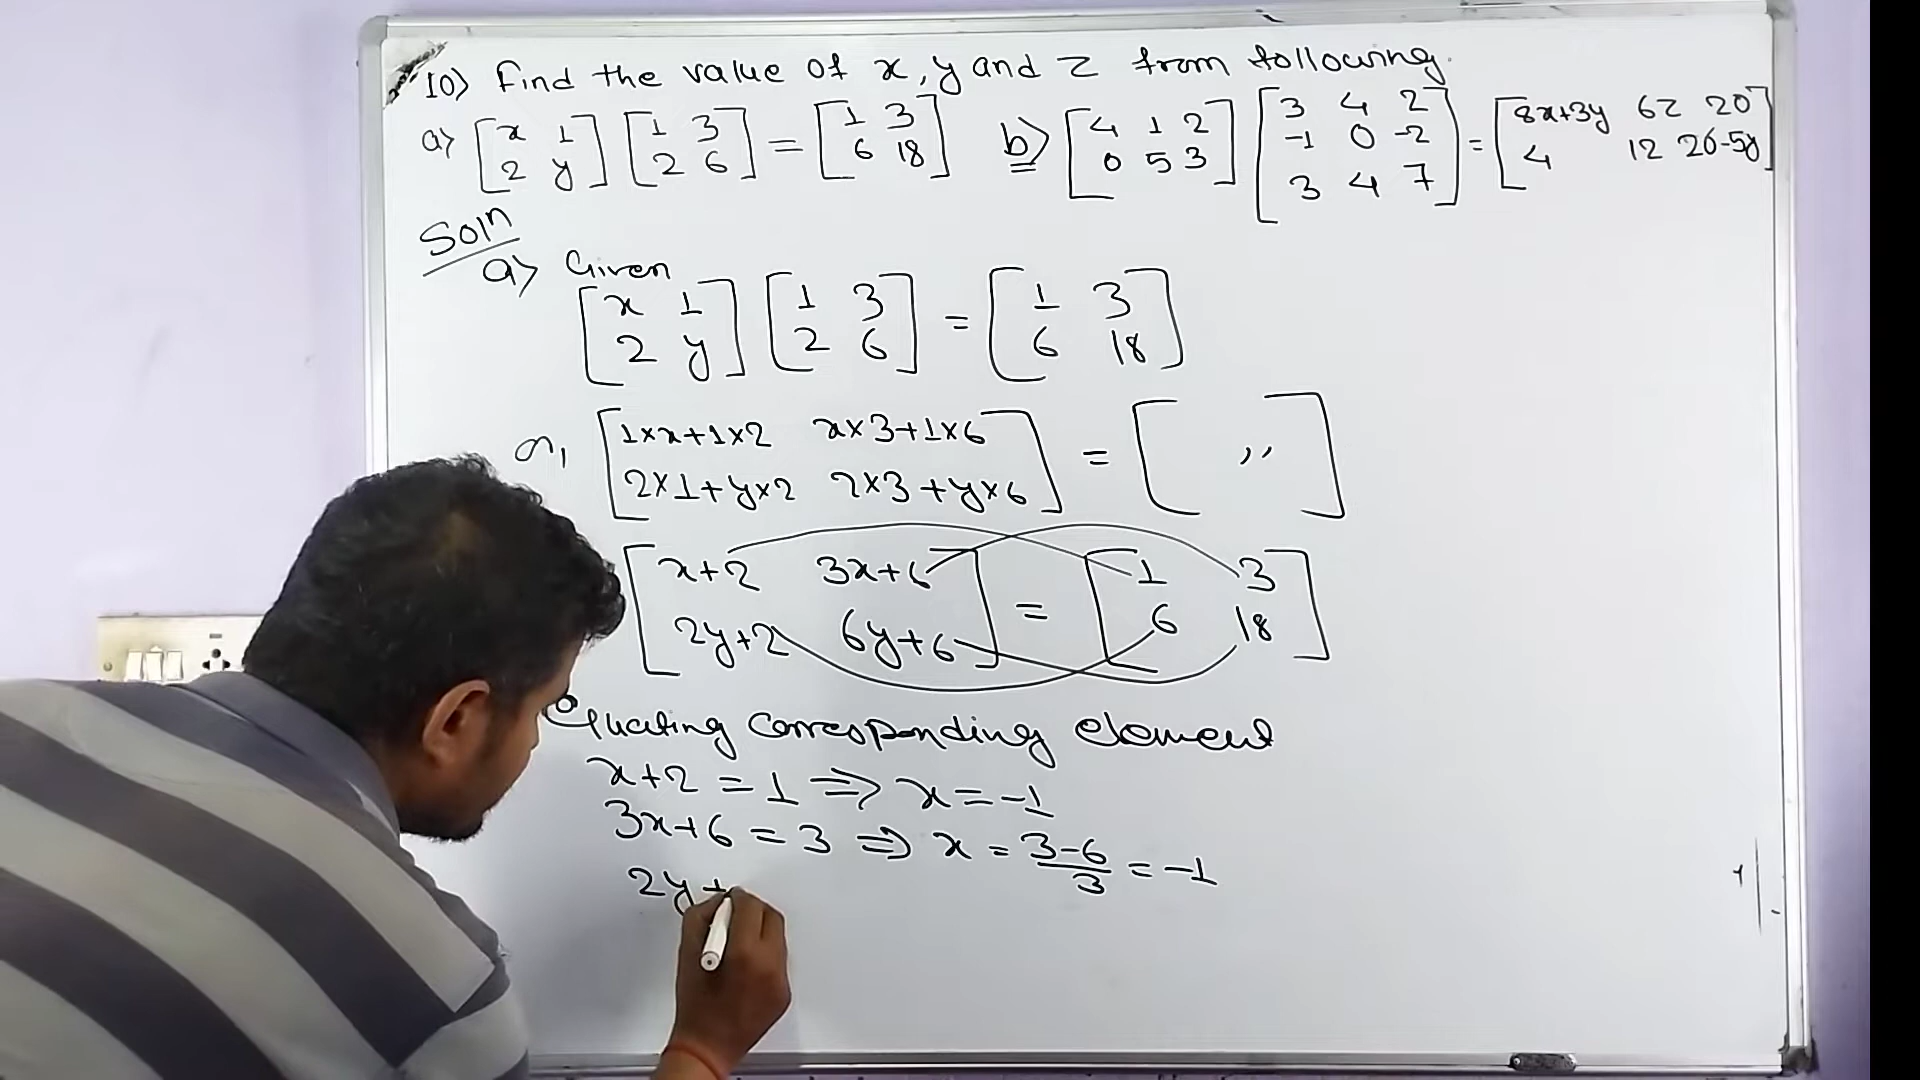 10) Find the value of x, y and z from following.
a) [x 1 [1 3 = [1 3 b) [4 1 2 [3 4 2 = [8x+3y 6z 20
2 y] 2 6] 6 18] 0 5 3] -1 0 -2 4 12 26-5y]
3 4 7]
Soln
a) Given
[x 1 [1 3 = [1 3
2 y] 2 6] 6 18]
or, [1×x+1×2 x×3+1×6 = [ ,, ]
2×1+y×2 2×3+y×6]
[x+2 3x+6 = [1 3
2y+2 6y+6] 6 18]
Equating corresponding element
x+2 = 1 ⇒ x = -1
3x+6 = 3 ⇒ x = 3-6/3 = -1
2y+